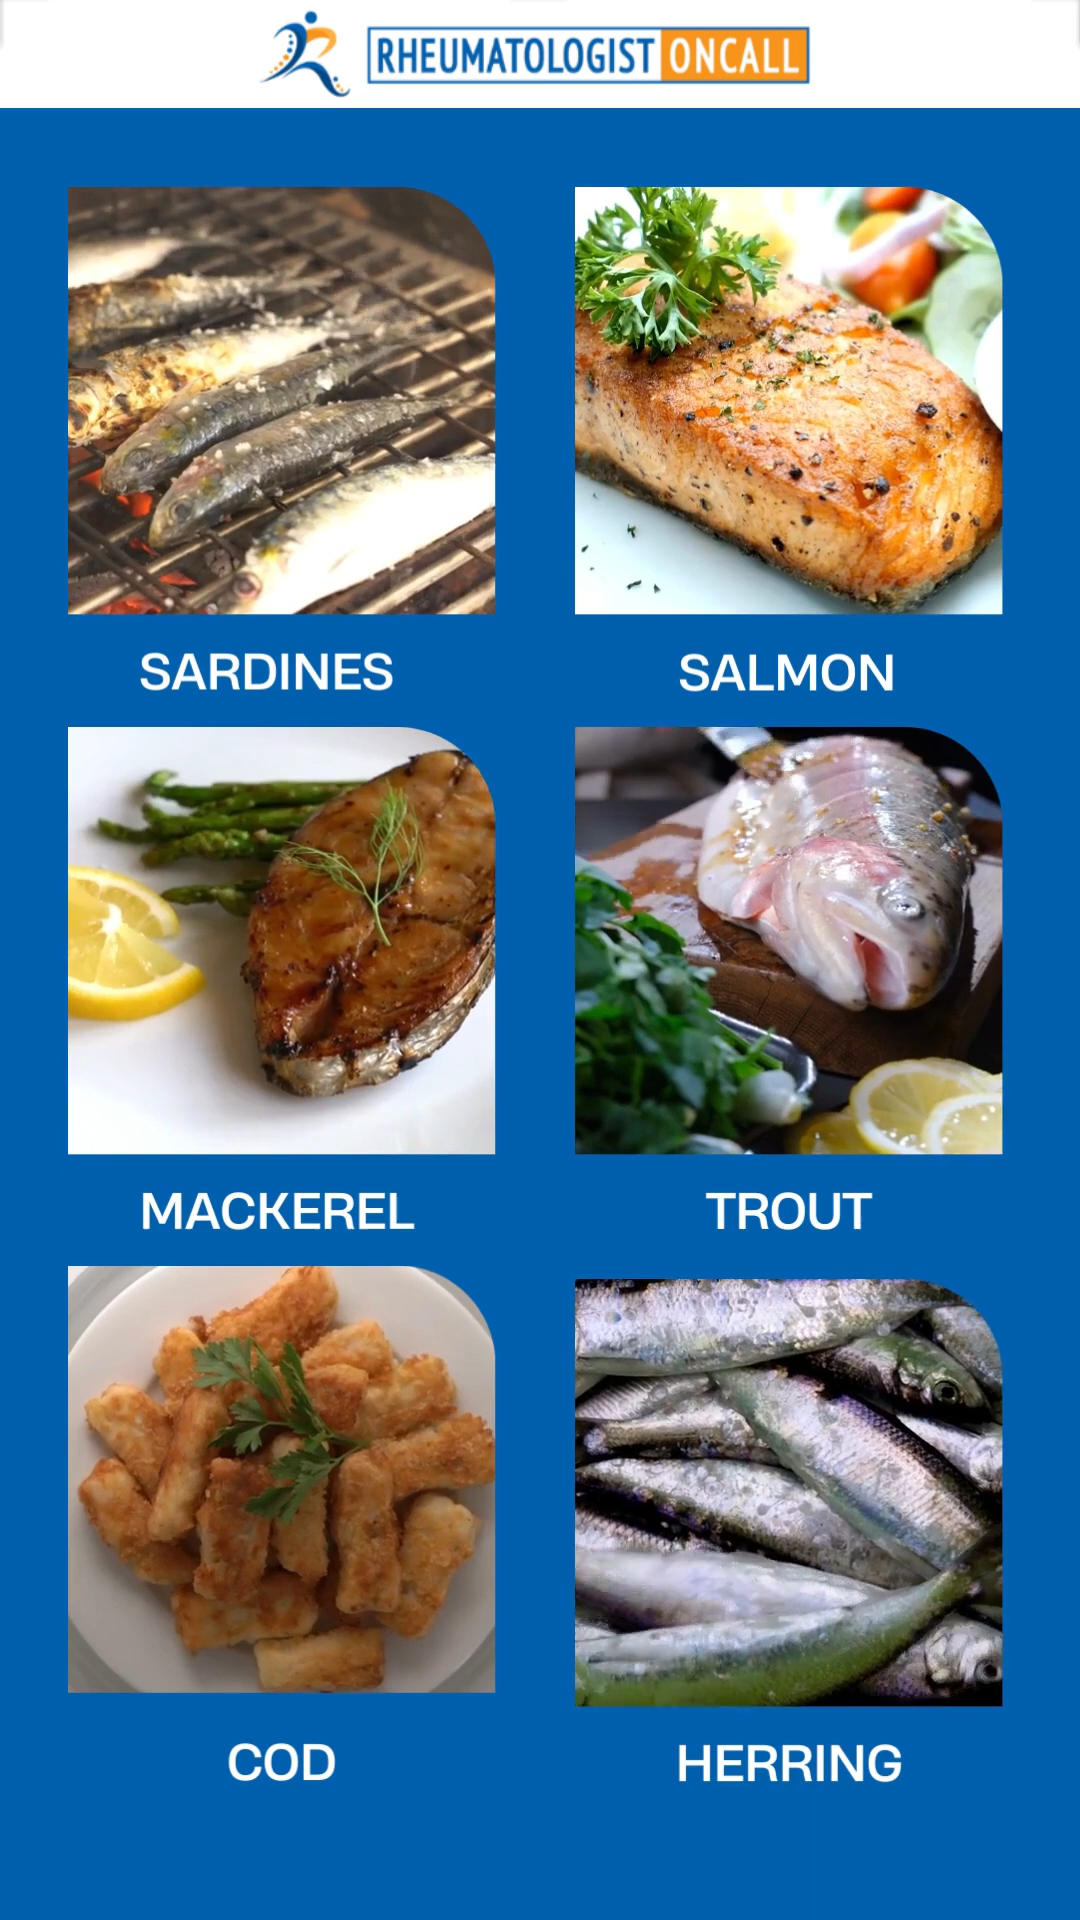 RHEUMATOLOGIST ONCALL
SARDINES
SALMON
MACKEREL
TROUT
COD
HERRING